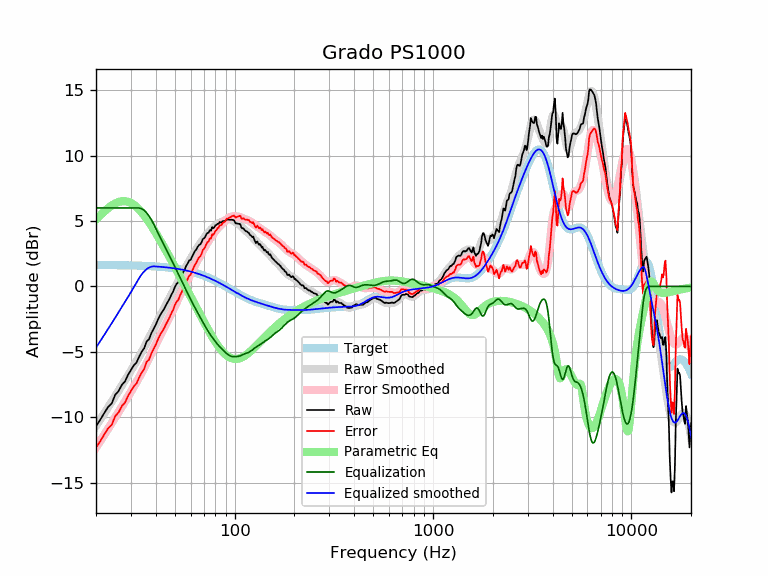 Grado PS1000
15
10
5
0
−5
−10
−15
Amplitude (dBr)
Target
Raw Smoothed
Error Smoothed
Raw
Error
Parametric Eq
Equalization
Equalized smoothed
100
1000
10000
Frequency (Hz)